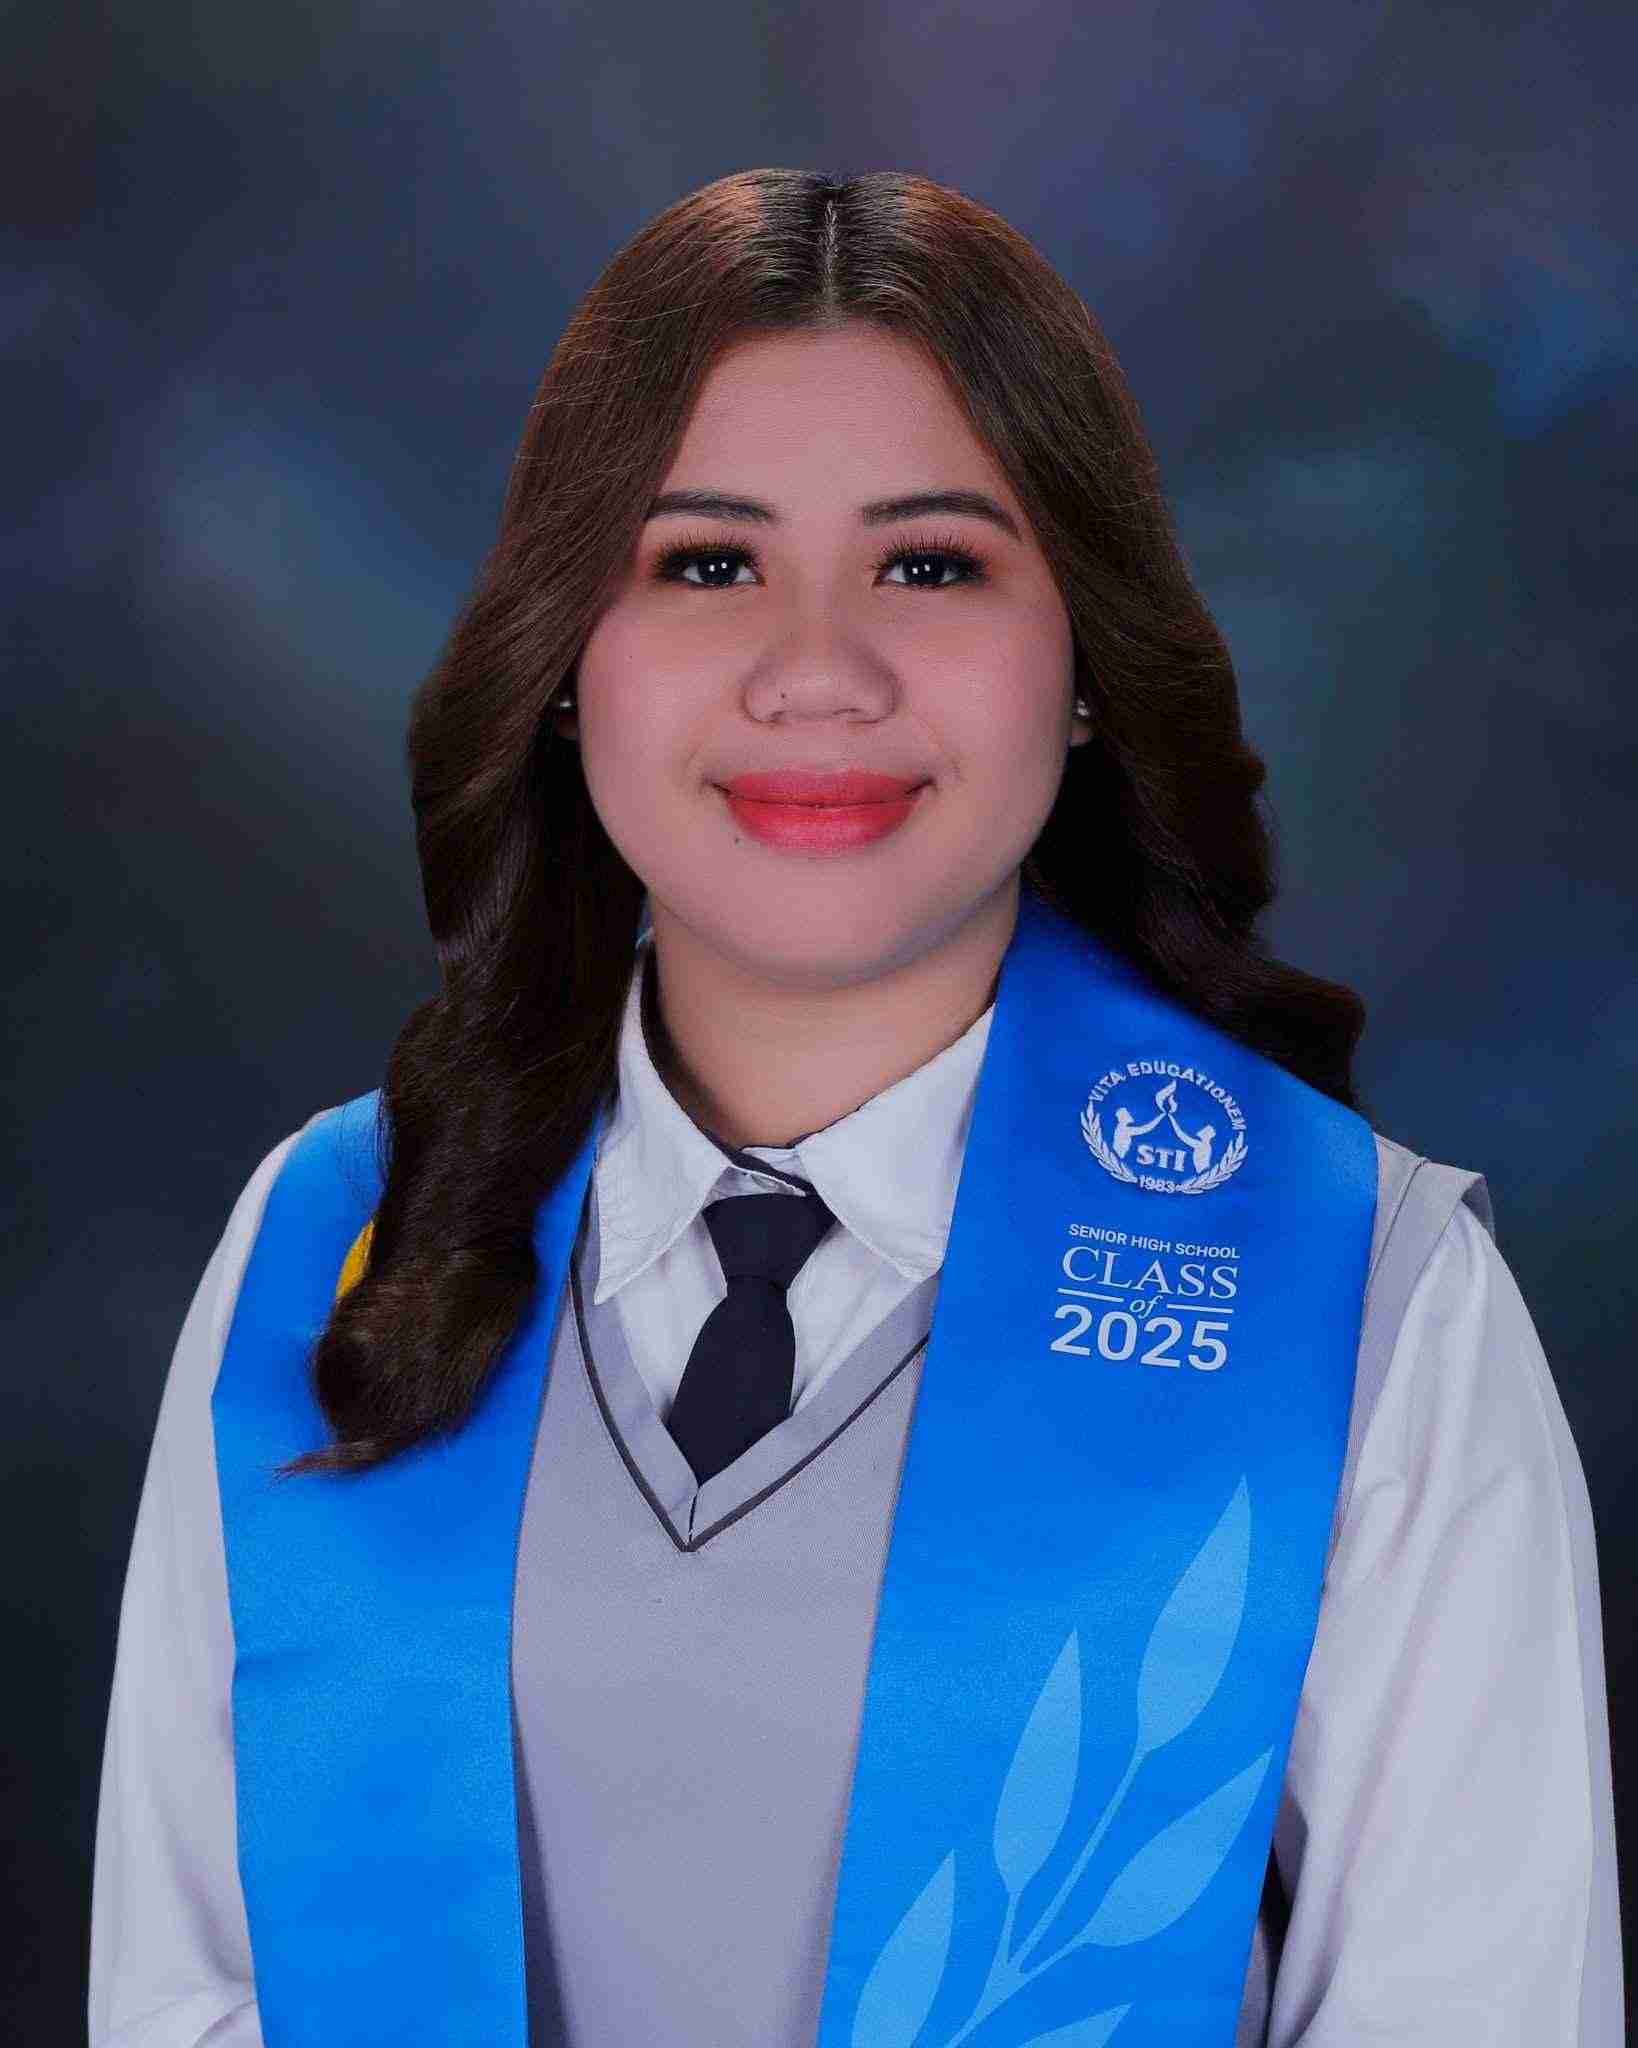 VITA EDUCATIONEM
STI
1983
SENIOR HIGH SCHOOL
CLASS
of
2025